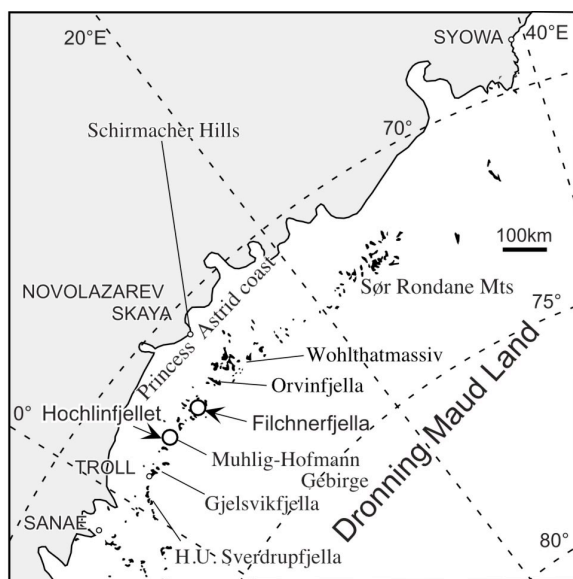 20°E
SYOWA
40°E
Schirmacher Hills
70°
100km
Sør Rondane Mts
NOVOLAZAREV
SKAYA
Princess Astrid coast
75°
Wohlthatmassiv
Orvinfjella
0°
Hochlinfjellet
Filchnerfjella
Dronning Maud Land
Muhlig-Hofmann
Gebirge
TROLL
Gjelsvikfjella
SANAE
H.U. Sverdrupfjella
80°